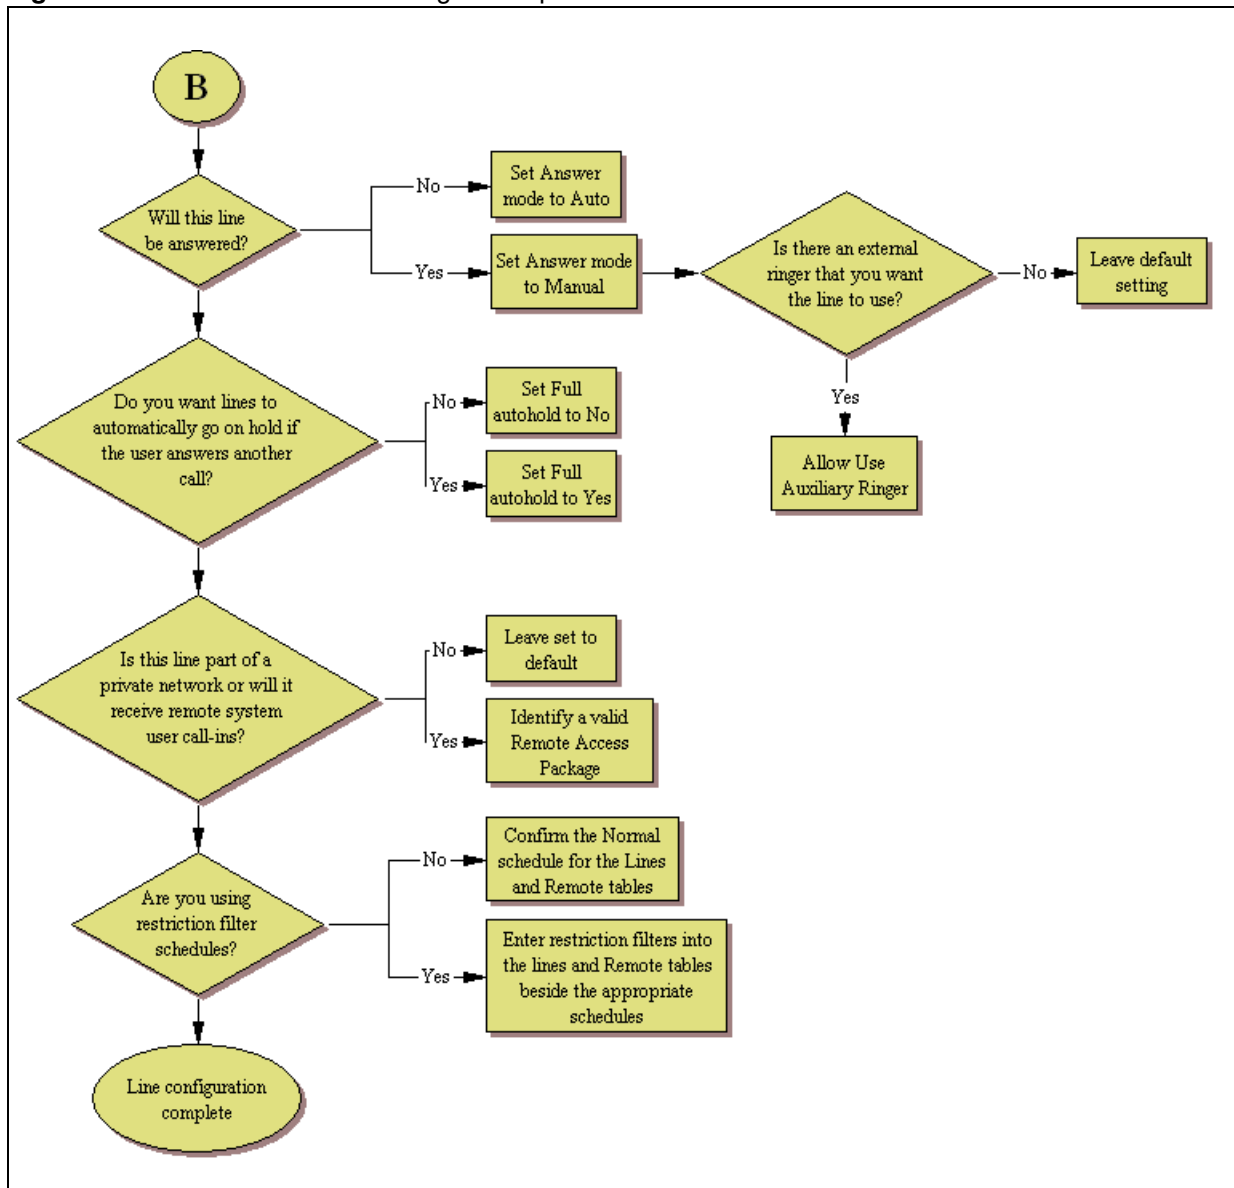 B
Will this line
be answered?
No
Set Answer
mode to Auto
Yes
Set Answer mode
to Manual
Is there an external
ringer that you want
the line to use?
No
Leave default
setting
Yes
Allow Use
Auxiliary Ringer
Do you want lines to
automatically go on hold if
the user answers another
call?
No
Set Full
autohold to No
Yes
Set Full
autohold to Yes
Is this line part of a
private network or will it
receive remote system
user call-ins?
No
Leave set to
default
Yes
Identify a valid
Remote Access
Package
Are you using
restriction filter
schedules?
No
Confirm the Normal
schedule for the Lines
and Remote tables
Yes
Enter restriction filters into
the lines and Remote tables
beside the appropriate
schedules
Line configuration
complete